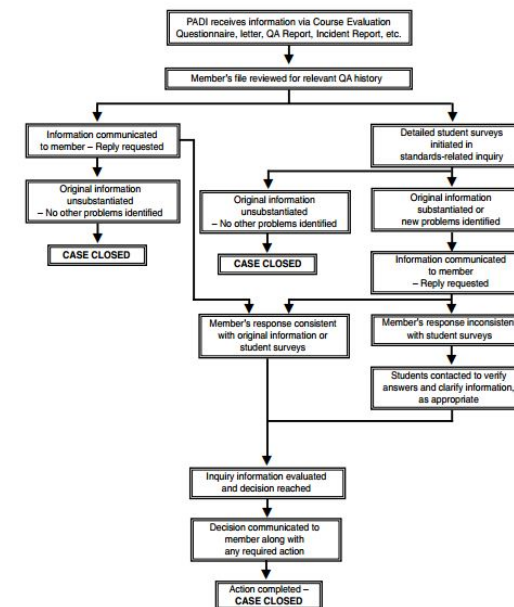 PADI receives information via Course Evaluation
Questionnaire, letter, QA Report, Incident Report, etc.
Member's file reviewed for relevant QA history
Information communicated
to member – Reply requested
Detailed student surveys
initiated in
standards-related inquiry
Original information
unsubstantiated
– No other problems identified
Original information
unsubstantiated
– No other problems identified
Original information
substantiated or
new problems identified
CASE CLOSED
CASE CLOSED
Information communicated
to member
– Reply requested
Member's response consistent
with original information or
student surveys
Member's response inconsistent
with student surveys
Students contacted to verify
answers and clarify information,
as appropriate
Inquiry information evaluated
and decision reached
Decision communicated to
member along with
any required action
Action completed –
CASE CLOSED